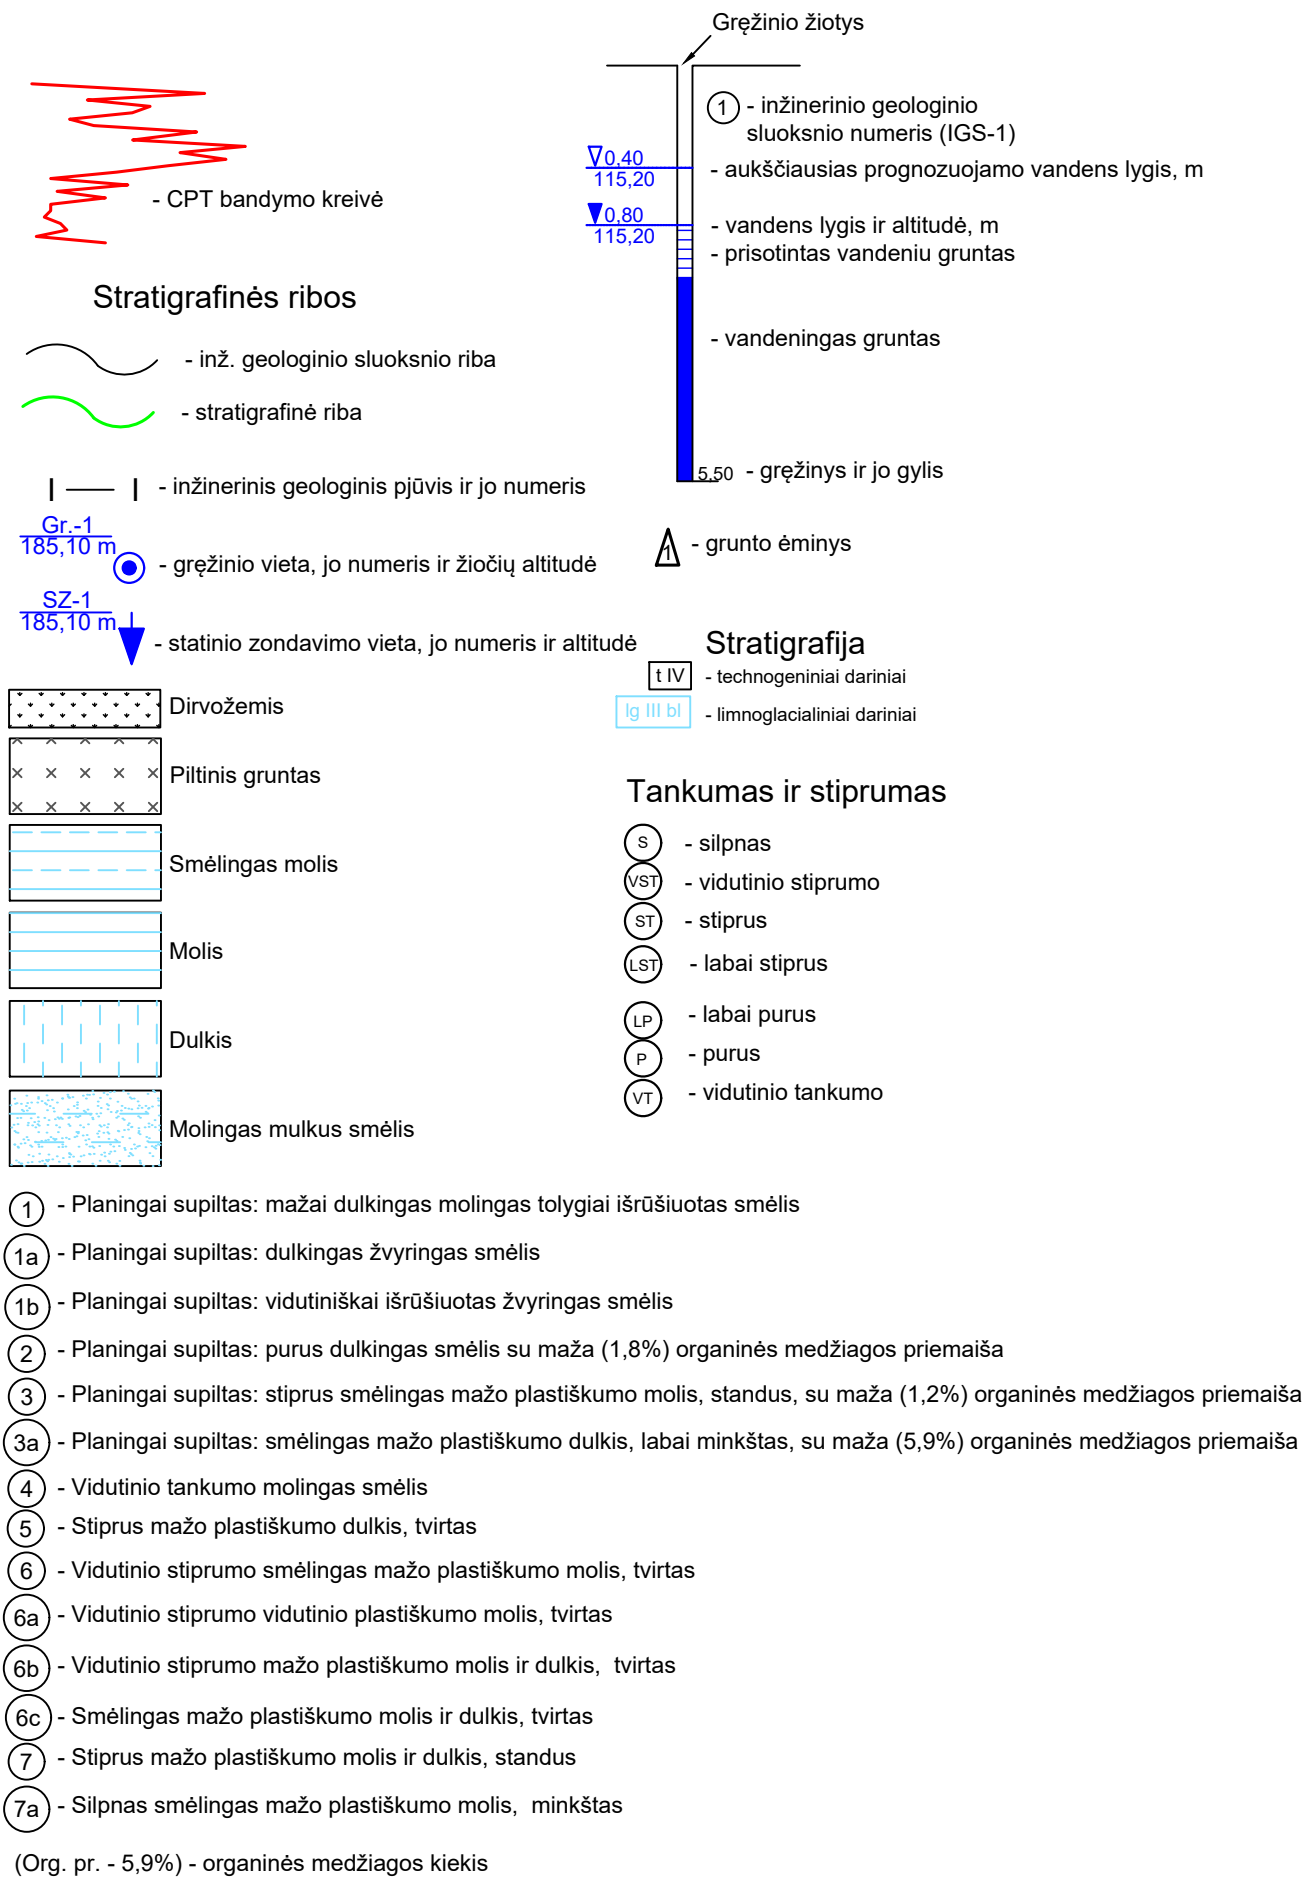 Gręžinio žiotys
1 - inžinerinio geologinio
sluoksnio numeris (IGS-1)
0,40
115,20
- aukščiausias prognozuojamo vandens lygis, m
- CPT bandymo kreivė
0,80
115,20
- vandens lygis ir altitudė, m
- prisotintas vandeniu gruntas
- vandeningas gruntas
5,50 - gręžinys ir jo gylis
1 - grunto ėminys
Stratigrafinės ribos
- inž. geologinio sluoksnio riba
- stratigrafinė riba
I — I - inžinerinis geologinis pjūvis ir jo numeris
Gr.-1
185,10 m
- gręžinio vieta, jo numeris ir žiočių altitudė
SZ-1
185,10 m
- statinio zondavimo vieta, jo numeris ir altitudė
Stratigrafija
t IV - technogeniniai dariniai
lg III bl - limnoglacialiniai dariniai
Dirvožemis
Piltinis gruntas
Smėlingas molis
Molis
Dulkis
Molingas mulkus smėlis
Tankumas ir stiprumas
S - silpnas
VST - vidutinio stiprumo
ST - stiprus
LST - labai stiprus
LP - labai purus
P - purus
VT - vidutinio tankumo
1 - Planingai supiltas: mažai dulkingas molingas tolygiai išrūšiuotas smėlis
1a - Planingai supiltas: dulkingas žvyringas smėlis
1b - Planingai supiltas: vidutiniškai išrūšiuotas žvyringas smėlis
2 - Planingai supiltas: purus dulkingas smėlis su maža (1,8%) organinės medžiagos priemaiša
3 - Planingai supiltas: stiprus smėlingas mažo plastiškumo molis, standus, su maža (1,2%) organinės medžiagos priemaiša
3a - Planingai supiltas: smėlingas mažo plastiškumo dulkis, labai minkštas, su maža (5,9%) organinės medžiagos priemaiša
4 - Vidutinio tankumo molingas smėlis
5 - Stiprus mažo plastiškumo dulkis, tvirtas
6 - Vidutinio stiprumo smėlingas mažo plastiškumo molis, tvirtas
6a - Vidutinio stiprumo vidutinio plastiškumo molis, tvirtas
6b - Vidutinio stiprumo mažo plastiškumo molis ir dulkis, tvirtas
6c - Smėlingas mažo plastiškumo molis ir dulkis, tvirtas
7 - Stiprus mažo plastiškumo molis ir dulkis, standus
7a - Silpnas smėlingas mažo plastiškumo molis, minkštas
(Org. pr. - 5,9%) - organinės medžiagos kiekis